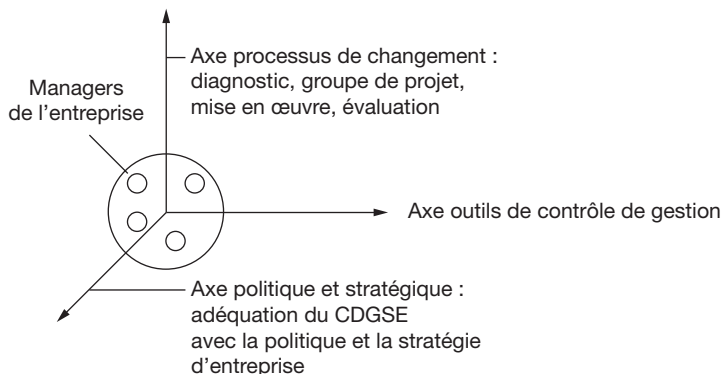 Axe processus de changement :
diagnostic, groupe de projet,
mise en œuvre, évaluation
Managers
de l’entreprise
Axe outils de contrôle de gestion
Axe politique et stratégique :
adéquation du CDGSE
avec la politique et la stratégie
d’entreprise